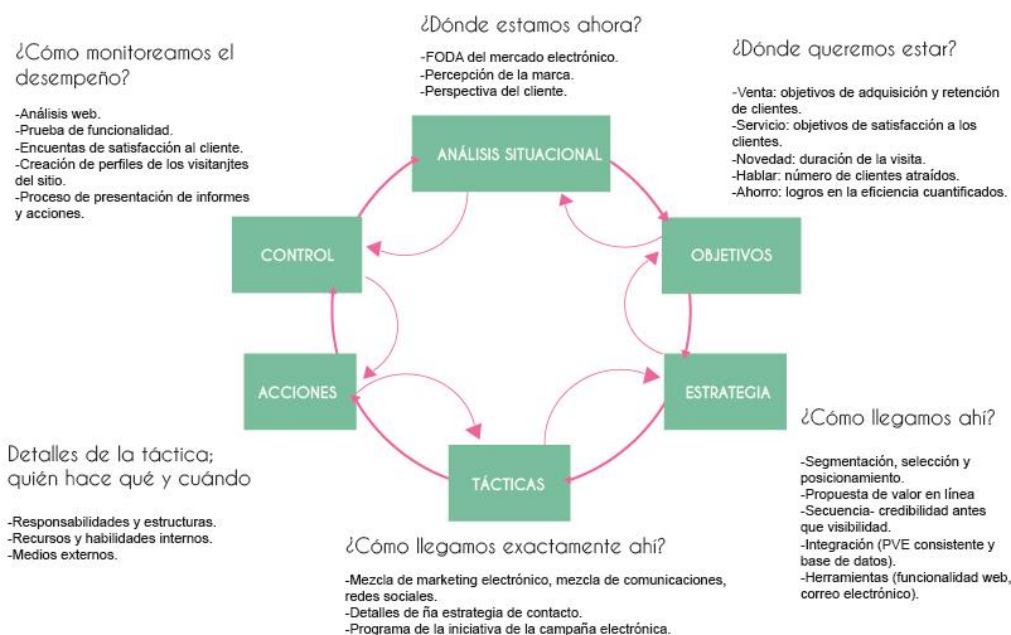 ¿Dónde estamos ahora?
-FODA del mercado electrónico.
-Percepción de la marca.
-Perspectiva del cliente.
ANÁLISIS SITUACIONAL
¿Dónde queremos estar?
-Venta: objetivos de adquisición y retención
de clientes.
-Servicio: objetivos de satisfacción a los
clientes.
-Novedad: duración de la visita.
-Hablar: número de clientes atraídos.
-Ahorro: logros en la eficiencia cuantificados.
OBJETIVOS
ESTRATEGIA
¿Cómo llegamos ahí?
-Segmentación, selección y
posicionamiento.
-Propuesta de valor en línea
-Secuencia- credibilidad antes
que visibilidad.
-Integración (PVE consistente y
base de datos).
-Herramientas (funcionalidad web,
correo electrónico).
TÁCTICAS
¿Cómo llegamos exactamente ahí?
-Mezcla de marketing electrónico, mezcla de comunicaciones,
redes sociales.
-Detalles de ña estrategia de contacto.
-Programa de la iniciativa de la campaña electrónica.
ACCIONES
Detalles de la táctica;
quién hace qué y cuándo
-Responsabilidades y estructuras.
-Recursos y habilidades internos.
-Medios externos.
CONTROL
¿Cómo monitoreamos el
desempeño?
-Análisis web.
-Prueba de funcionalidad.
-Encuentas de satisfacción al cliente.
-Creación de perfiles de los visitanjtes
del sitio.
-Proceso de presentación de informes
y acciones.